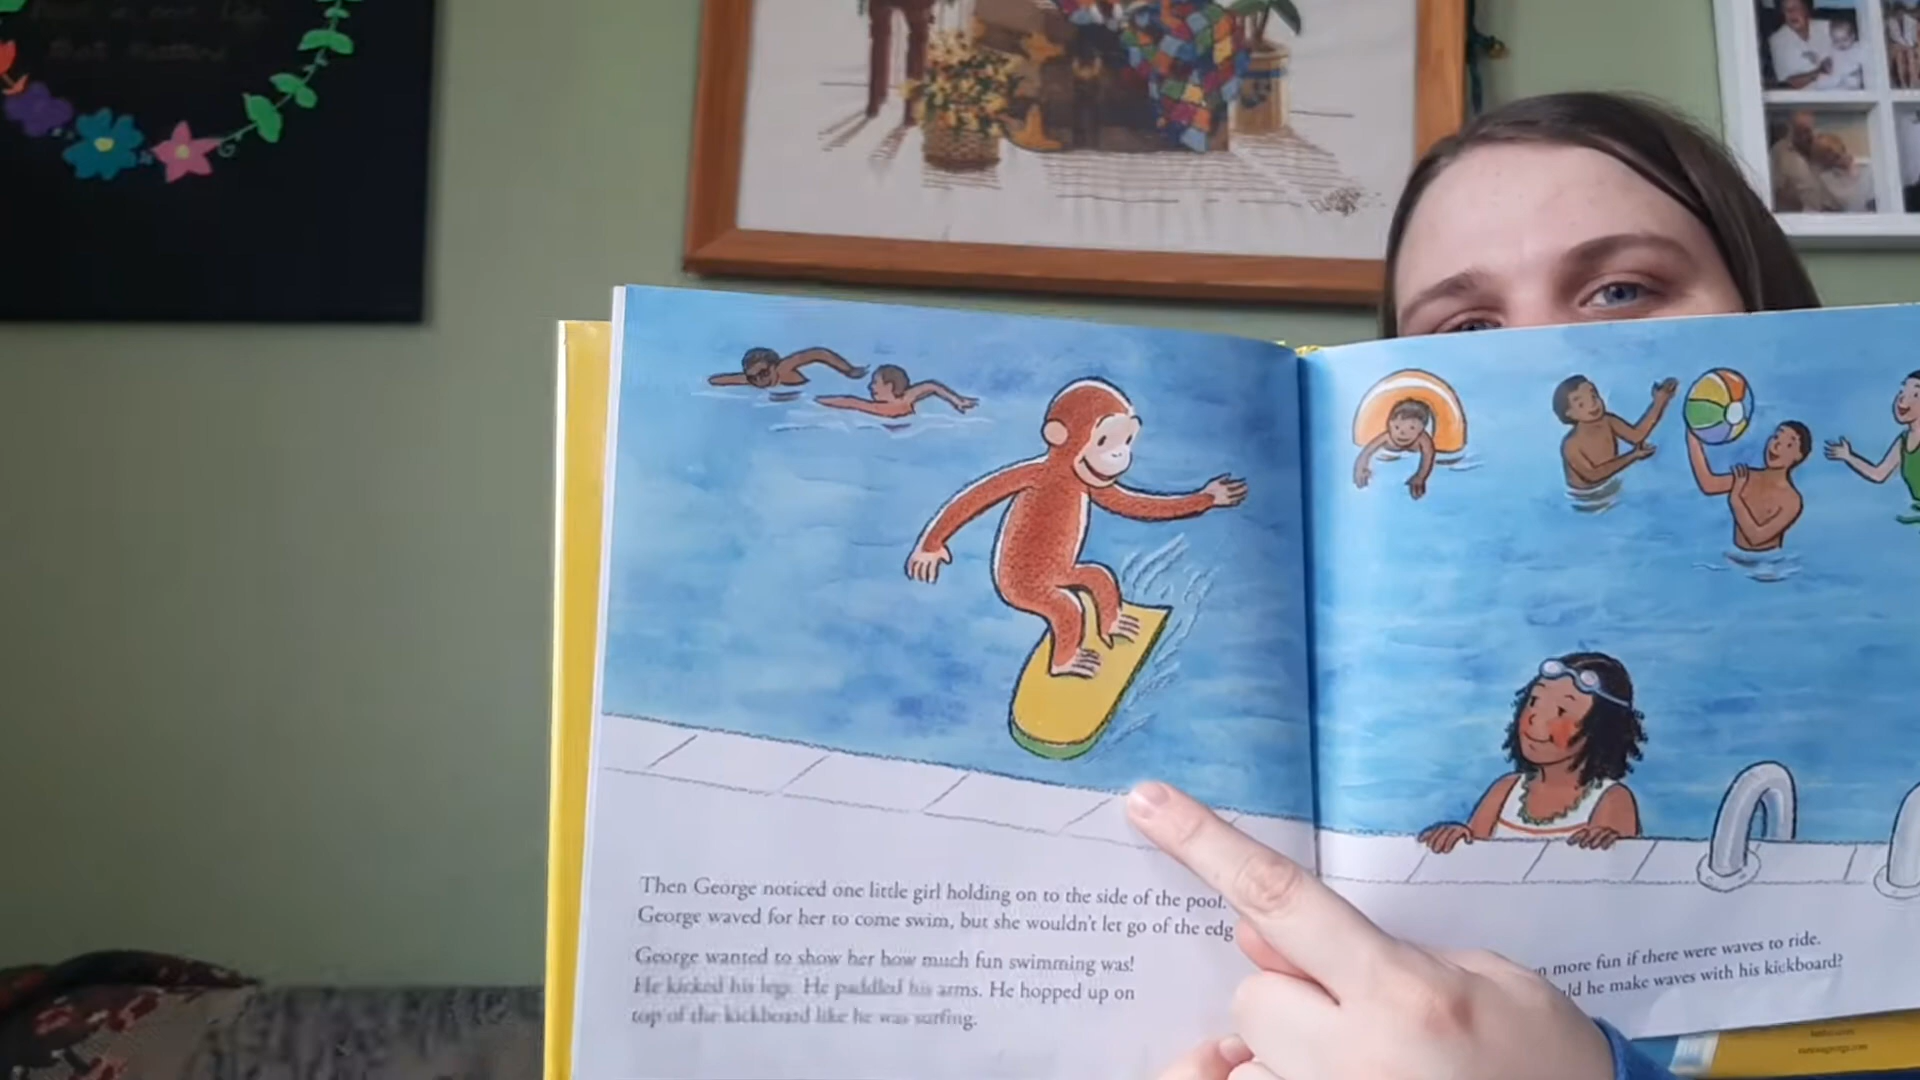 that
Then George noticed one little girl holding on to the side of the pool.
George waved for her to come swim, but she wouldn't let go of the edg
George wanted to show her how much fun swimming was!
He kicked his legs. He paddled his arms. He hopped up on
top of the kickboard like he was surfing.
n more fun if there were waves to ride.
ld he make waves with his kickboard?